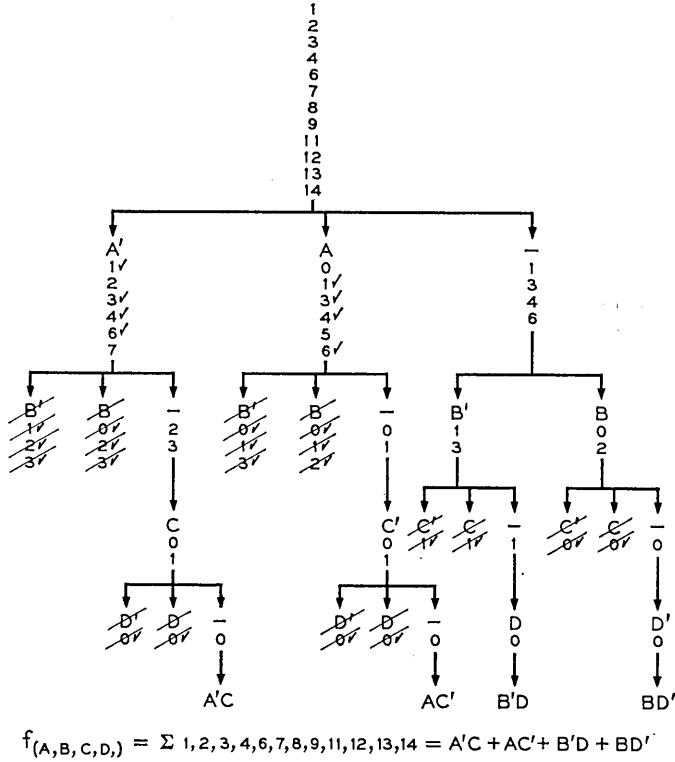 1
2
3
4
6
7
8
9
11
12
13
14
A' A —
1✓ 0 1
2 1✓ 3
3✓ 3✓ 4
4✓ 4✓ 6
6✓ 5
7 6✓
B' B — B' B — B' B
1✓ 0✓ 2 0✓ 0✓ 0 1 0
2✓ 2✓ 3 1✓ 1✓ 1 3 2
3✓ 3✓ 3✓ 2✓
C C' C' C — C' C —
0 0 1✓ 1✓ 1 0✓ 0✓ 0
1 1
D' D — D' D — D D'
0✓ 0✓ 0 0✓ 0✓ 0 0 0
A'C AC' B'D BD'
f(A,B,C,D,) = Σ 1,2,3,4,6,7,8,9,11,12,13,14 = A'C + AC' + B'D + BD'